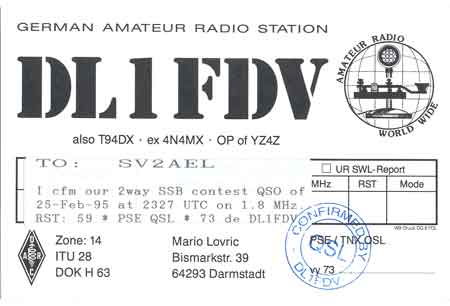 GERMAN AMATEUR RADIO STATION
DL1FDV
AMATEUR RADIO
WORLD WIDE
also T94DX · ex 4N4MX · OP of YZ4Z
TO: SV2AEL
UR SWL-Report
I cfm our 2way SSB contest QSO of
25-Feb-95 at 2327 UTC on 1.8 MHz.
RST: 59 * PSE QSL * 73 de DL1FDV
MHz RST Mode
Zone: 14
ITU 28
DOK H 63
Mario Lovric
Bismarkstr. 39
64293 Darmstadt
CONFIRMED BY
QSL
DL1FDV
PSE / TNX QSL
vy 73